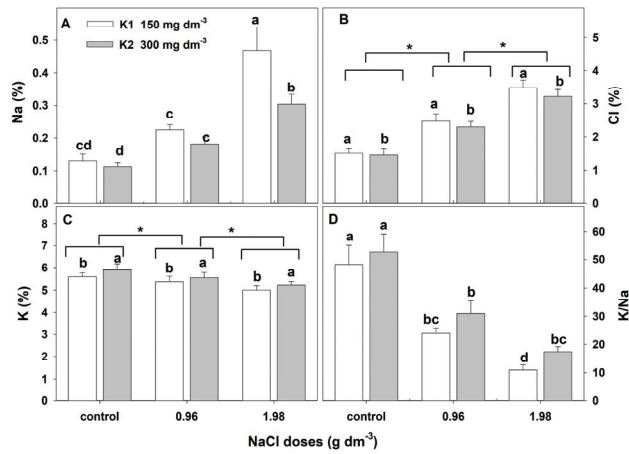 A
K1 150 mg dm⁻³
K2 300 mg dm⁻³
Na (%)
0.5
0.4
0.3
0.2
0.1
0.0
cd
d
c
c
a
b
B
*
*
a
b
a
b
a
b
Cl (%)
5
4
3
2
1
0
C
*
*
K (%)
8
7
6
5
4
3
2
1
0
b
a
b
a
b
a
D
a
a
bc
b
d
bc
K/Na
60
50
40
30
20
10
0
control
0.96
1.98
control
0.96
1.98
NaCl doses (g dm⁻³)